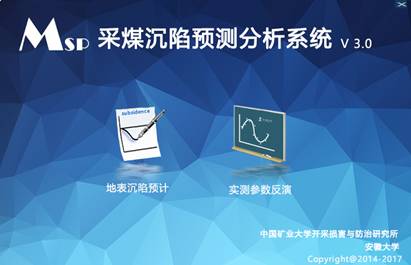 MSP 采煤沉陷预测分析系统 V 3.0
subsidence
地表沉陷预计
实测参数反演
中国矿业大学开采损害与防治研究所
安徽大学
Copyright@2014-2017